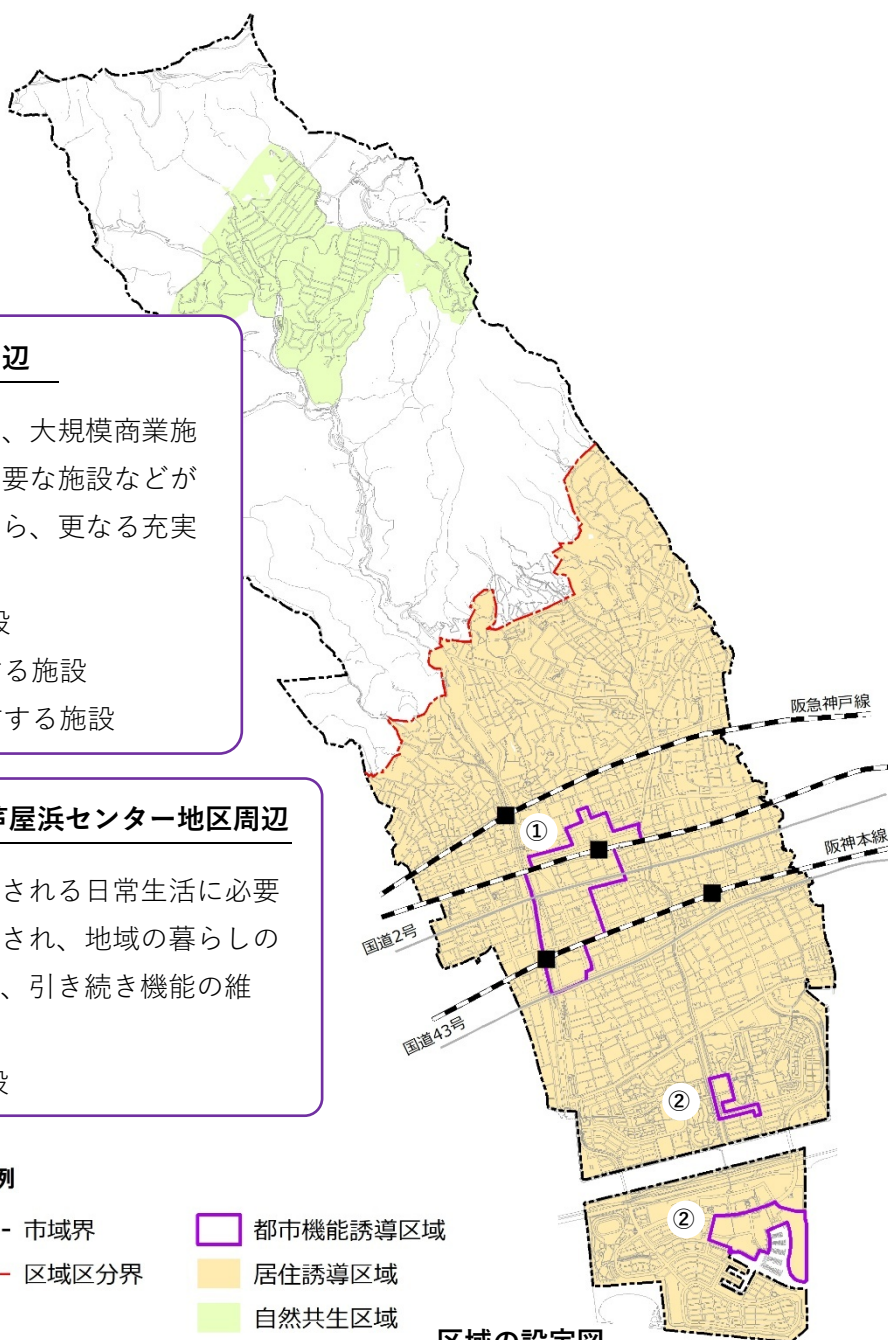 辺
、大規模商業施
要な施設などが
ら、更なる充実
設
る施設
する施設
芦屋浜センター地区周辺
される日常生活に必要
され、地域の暮らしの
、引き続き機能の維
設
例
市域界
区域区分界
都市機能誘導区域
居住誘導区域
自然共生区域
阪急神戸線
①
阪神本線
国道2号
国道43号
②
②
区域の設定図